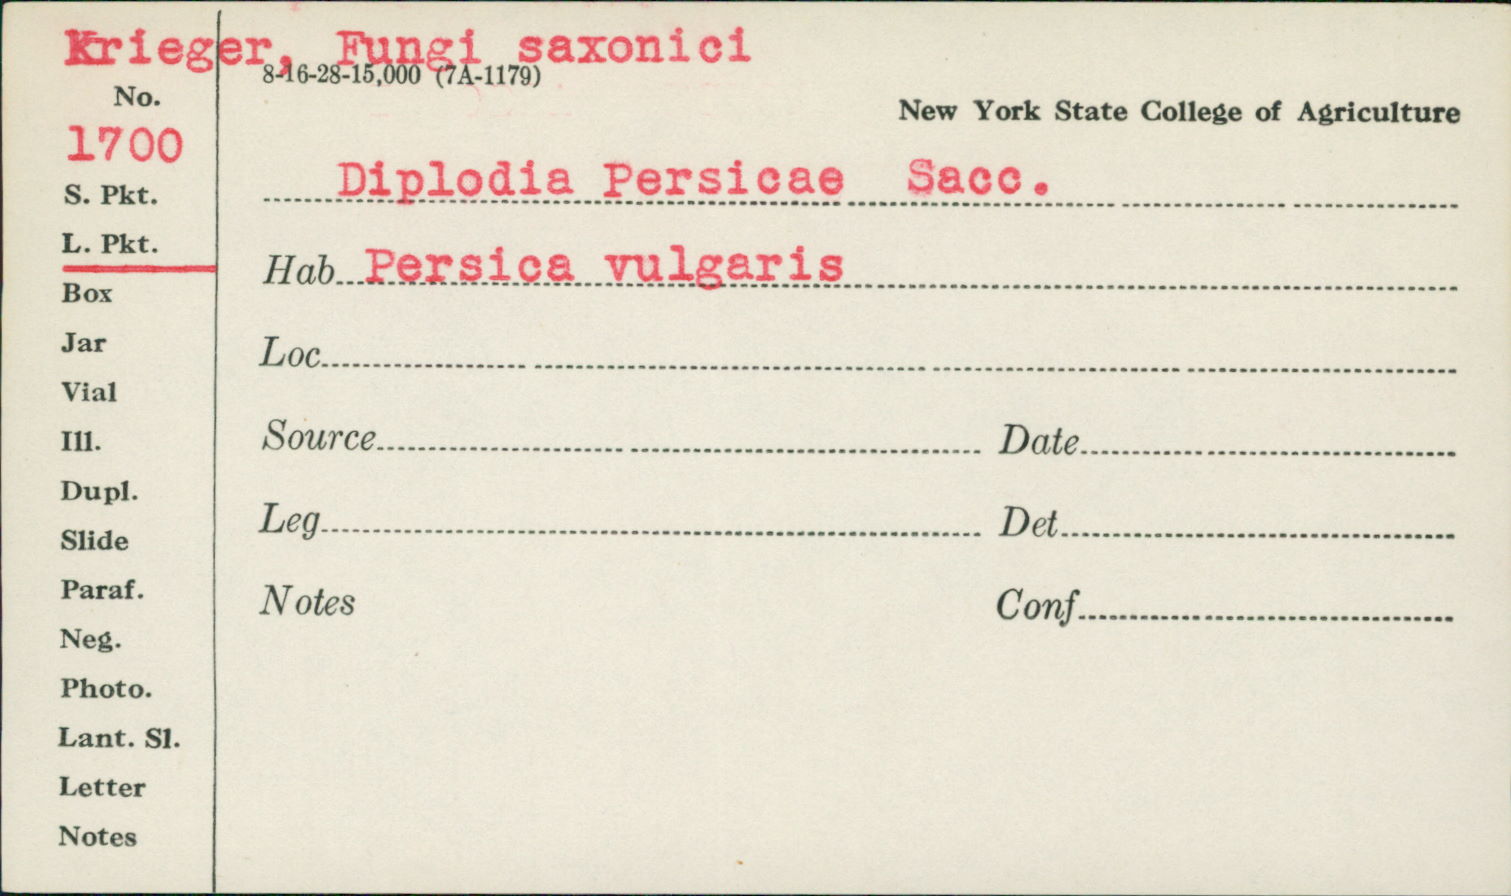 Krieger, Fungi saxonici
8-16-28-15,000 (7A-1179)
No.
New York State College of Agriculture
1700
Diplodia Persicae Sacc.
S. Pkt.
L. Pkt.
Hab Persica vulgaris
Box
Jar
Loc
Vial
Ill.
Source Date
Dupl.
Slide
Leg Det
Paraf.
Notes Conf
Neg.
Photo.
Lant. Sl.
Letter
Notes